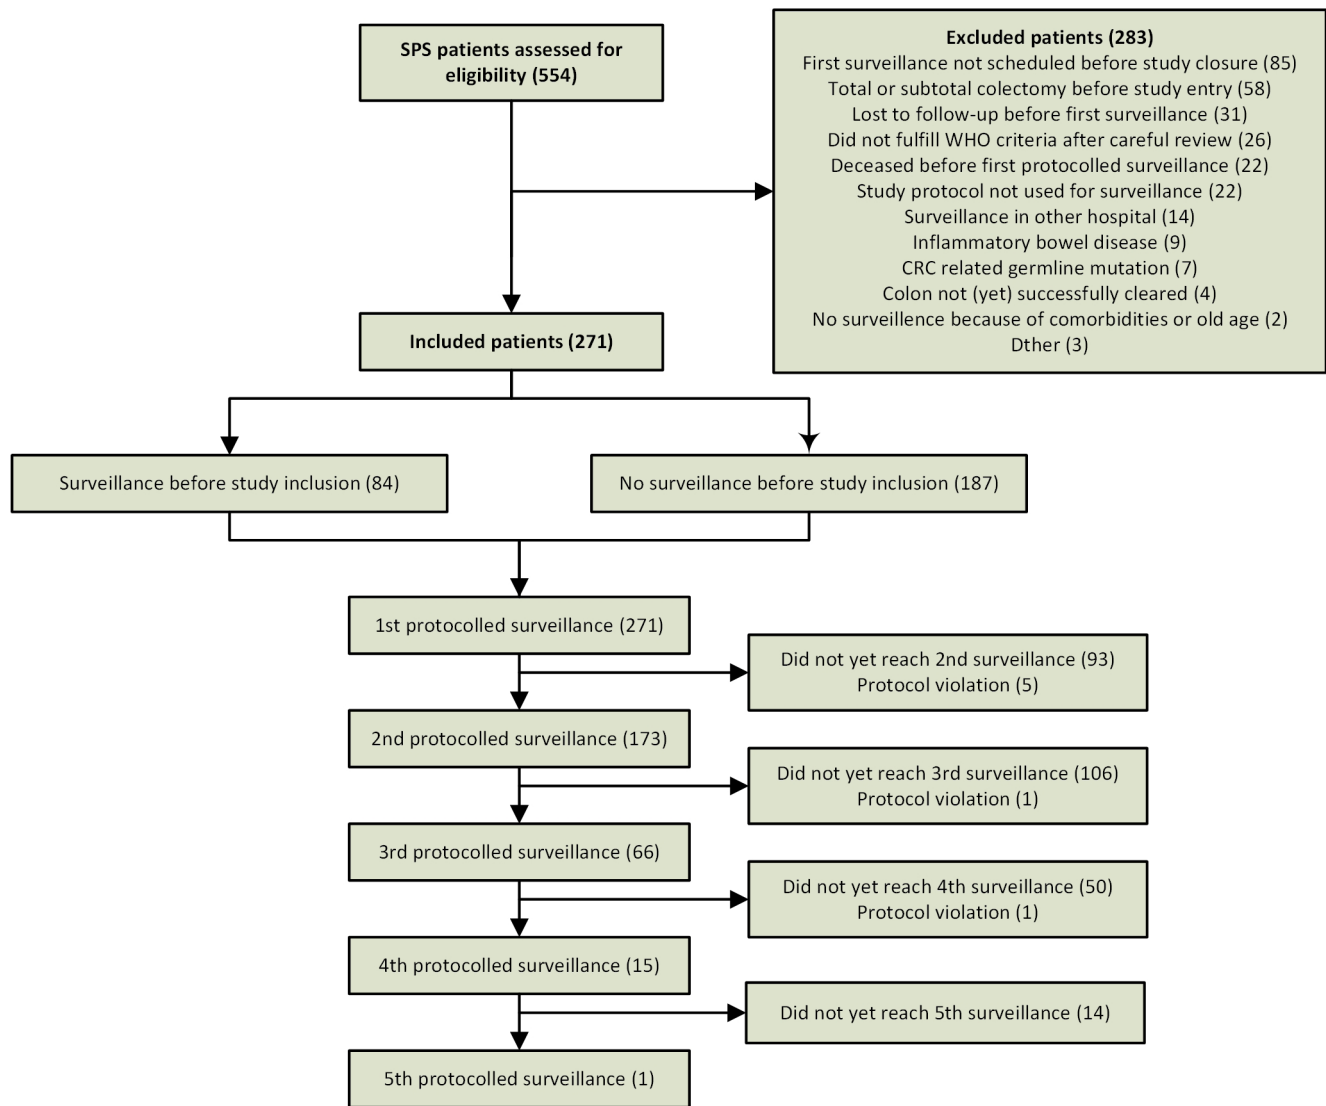 SPS patients assessed for
eligibility (554)
Excluded patients (283)
First surveillance not scheduled before study closure (85)
Total or subtotal colectomy before study entry (58)
Lost to follow-up before first surveillance (31)
Did not fulfill WHO criteria after careful review (26)
Deceased before first protocolled surveillance (22)
Study protocol not used for surveillance (22)
Surveillance in other hospital (14)
Inflammatory bowel disease (9)
CRC related germline mutation (7)
Colon not (yet) successfully cleared (4)
No surveillence because of comorbidities or old age (2)
Dther (3)
Included patients (271)
Surveillance before study inclusion (84)
No surveillance before study inclusion (187)
1st protocolled surveillance (271)
Did not yet reach 2nd surveillance (93)
Protocol violation (5)
2nd protocolled surveillance (173)
Did not yet reach 3rd surveillance (106)
Protocol violation (1)
3rd protocolled surveillance (66)
Did not yet reach 4th surveillance (50)
Protocol violation (1)
4th protocolled surveillance (15)
Did not yet reach 5th surveillance (14)
5th protocolled surveillance (1)